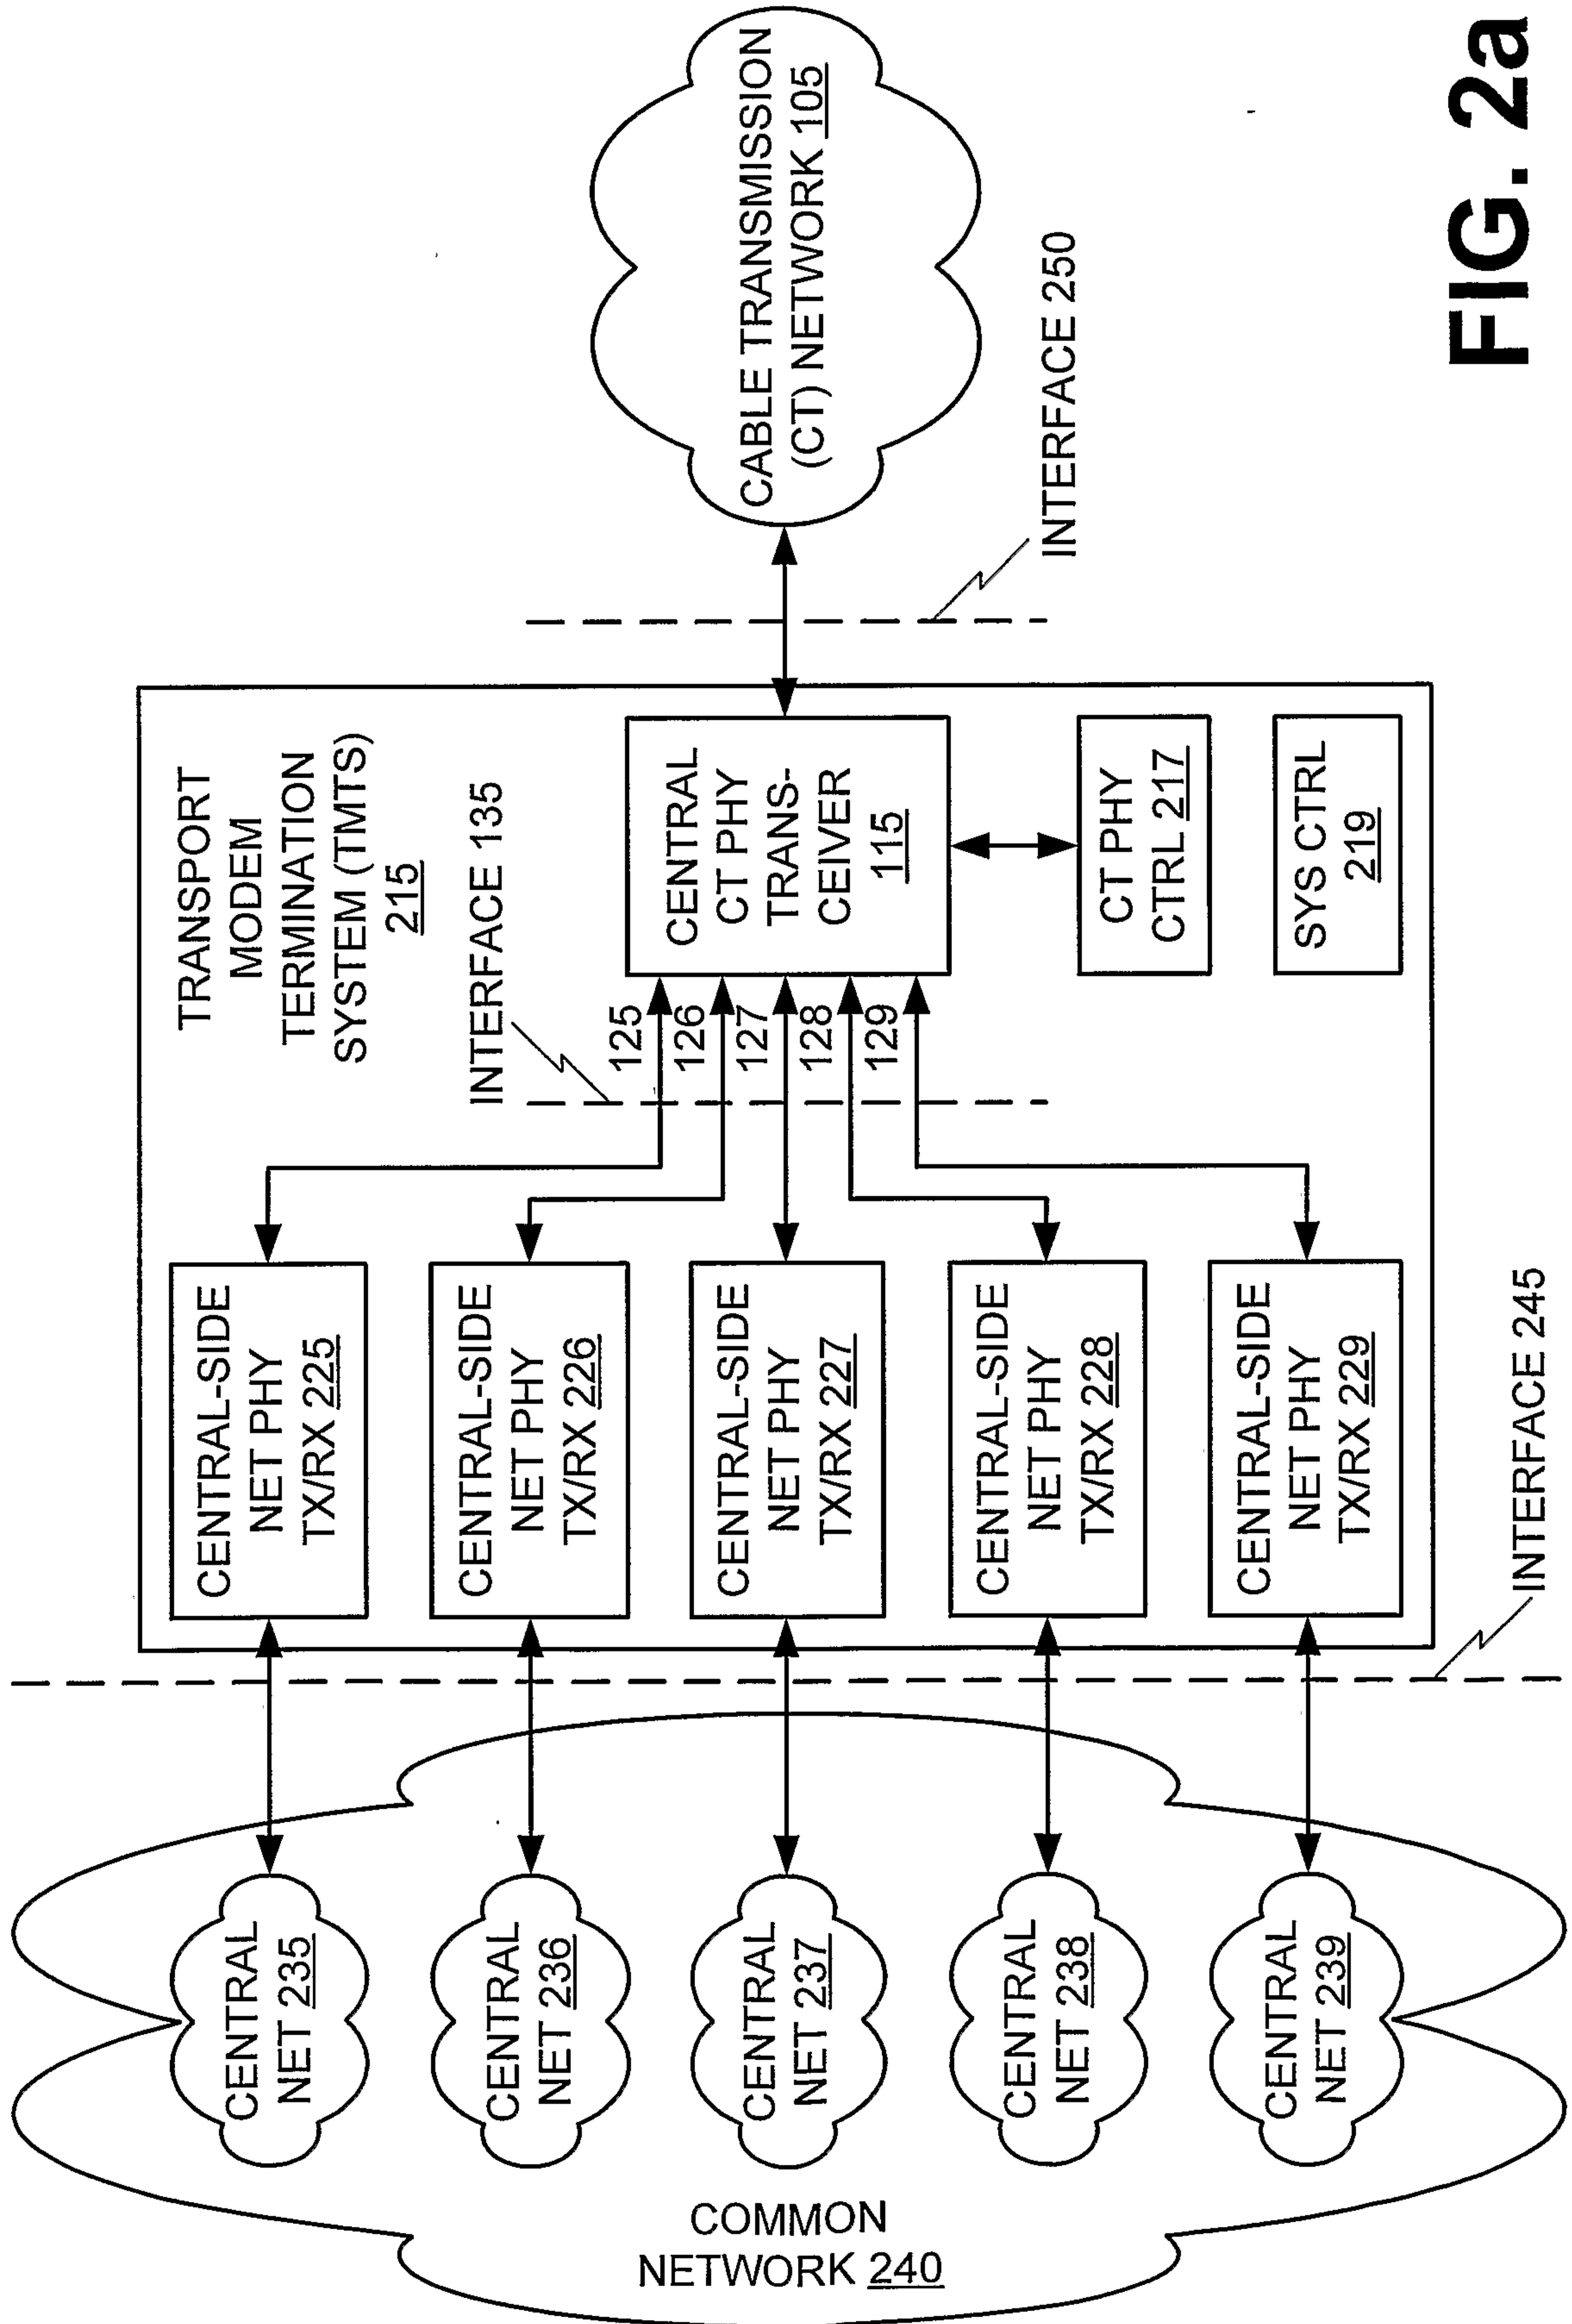 COMMON
NETWORK 240
CENTRAL
NET 235
CENTRAL
NET 236
CENTRAL
NET 237
CENTRAL
NET 238
CENTRAL
NET 239
INTERFACE 245
CENTRAL-SIDE
NET PHY
TX/RX 225
CENTRAL-SIDE
NET PHY
TX/RX 226
CENTRAL-SIDE
NET PHY
TX/RX 227
CENTRAL-SIDE
NET PHY
TX/RX 228
CENTRAL-SIDE
NET PHY
TX/RX 229
TRANSPORT
MODEM
TERMINATION
SYSTEM (TMTS)
215
INTERFACE 135
125
126
127
128
129
CENTRAL
CT PHY
TRANS-
CEIVER
115
CT PHY
CTRL 217
SYS CTRL
219
INTERFACE 250
CABLE TRANSMISSION
(CT) NETWORK 105
FIG. 2a